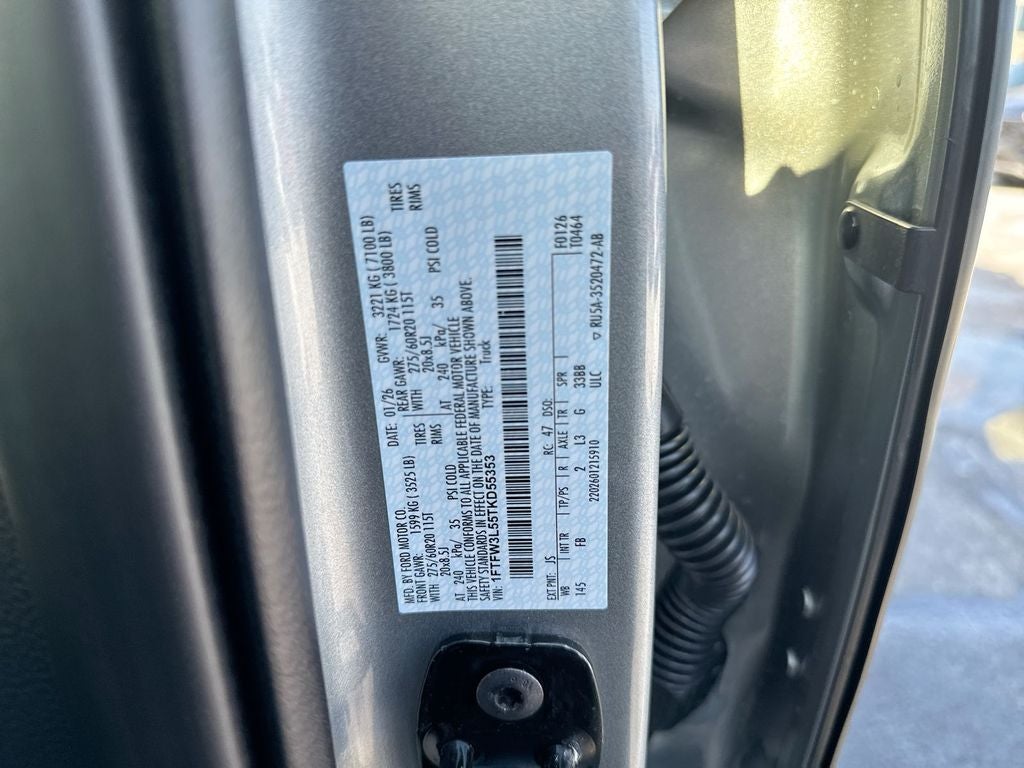 MFD. BY FORD MOTOR CO. DATE: 01/26 GVWR: 3221 KG ( 7100 LB)
FRONT GAWR: 1599 KG ( 3525 LB) REAR GAWR: 1724 KG ( 3800 LB)
WITH 275/60R20 115T TIRES WITH 275/60R20 115T TIRES
20x8.5J RIMS 20x8.5J RIMS
AT 240 kPa/ 35 PSI COLD AT 240 kPa/ 35 PSI COLD
THIS VEHICLE CONFORMS TO ALL APPLICABLE FEDERAL MOTOR VEHICLE
SAFETY STANDARDS IN EFFECT ON THE DATE OF MANUFACTURE SHOWN ABOVE.
VIN: 1FTFW3L55TKD55353 TYPE: Truck
F0126
EXT PNT: JS RC: 47 DSO: T0464
WB INT TR TP/PS R AXLE TR SPR
145 FB 2 L3 G 33BB
2202601215910 ULC ▽ RU5A-3520472-AB